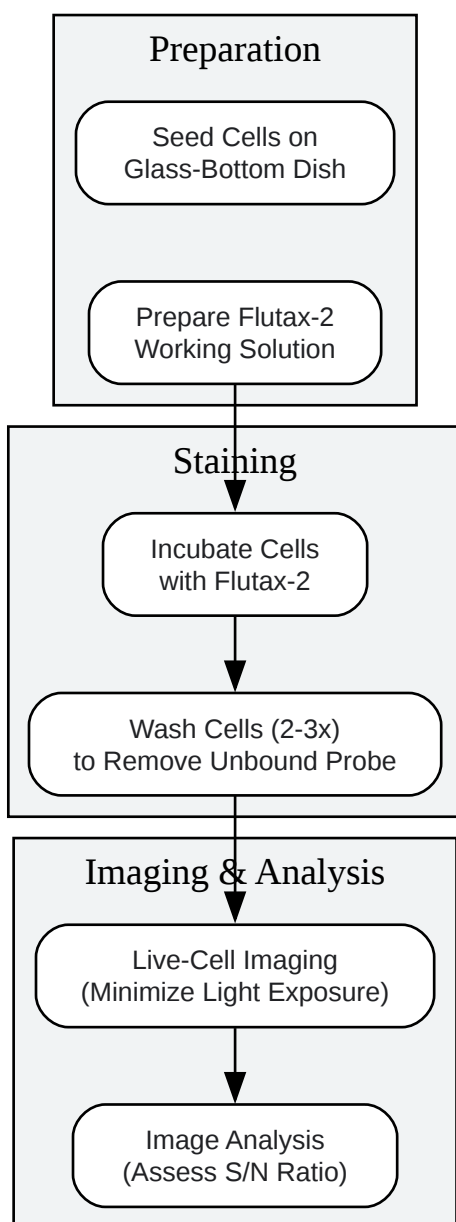 Preparation
Seed Cells on
Glass-Bottom Dish
Prepare Flutax-2
Working Solution
Staining
Incubate Cells
with Flutax-2
Wash Cells (2-3x)
to Remove Unbound Probe
Imaging & Analysis
Live-Cell Imaging
(Minimize Light Exposure)
Image Analysis
(Assess S/N Ratio)